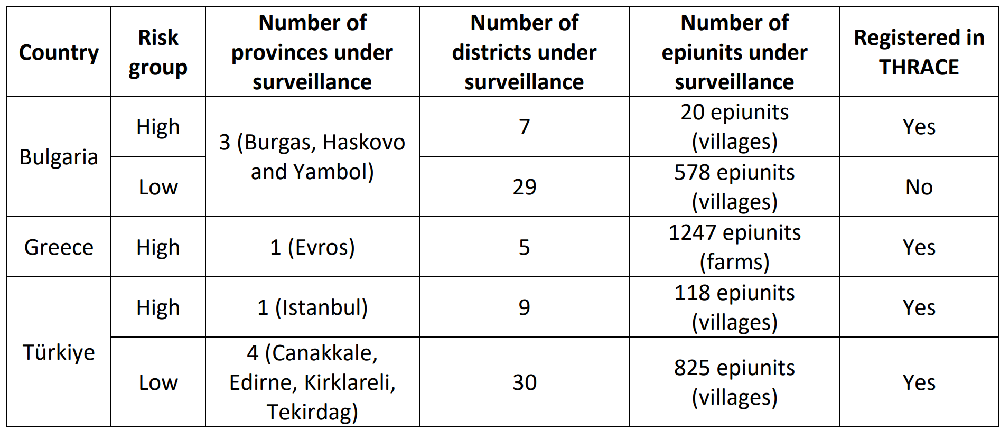 Country
Risk
group
Number of
provinces under
surveillance
Number of
districts under
surveillance
Number of
epiunits under
surveillance
Registered in
THRACE
Bulgaria
High
3 (Burgas, Haskovo
and Yambol)
7
20 epiunits
(villages)
Yes
Low
29
578 epiunits
(villages)
No
Greece
High
1 (Evros)
5
1247 epiunits
(farms)
Yes
Türkiye
High
1 (Istanbul)
9
118 epiunits
(villages)
Yes
Low
4 (Canakkale,
Edirne, Kirklareli,
Tekirdag)
30
825 epiunits
(villages)
Yes